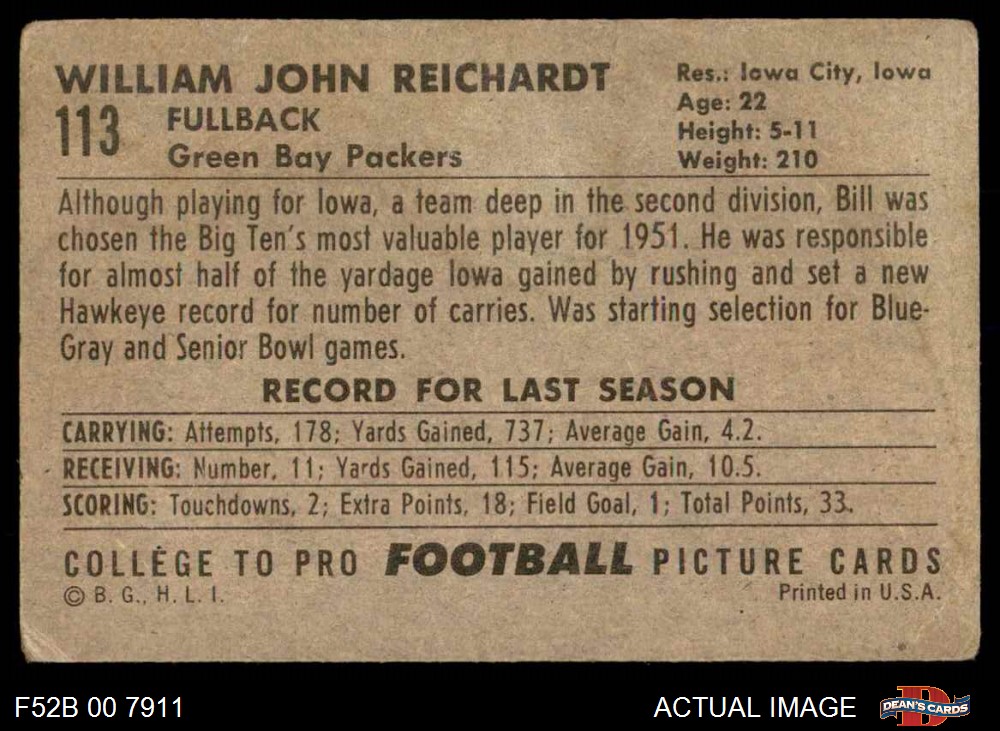 WILLIAM JOHN REICHARDT
113
FULLBACK
Green Bay Packers
Res.: Iowa City, Iowa
Age: 22
Height: 5-11
Weight: 210
Although playing for Iowa, a team deep in the second division, Bill was
chosen the Big Ten's most valuable player for 1951. He was responsible
for almost half of the yardage Iowa gained by rushing and set a new
Hawkeye record for number of carries. Was starting selection for Blue-
Gray and Senior Bowl games.
RECORD FOR LAST SEASON
CARRYING: Attempts, 178; Yards Gained, 737; Average Gain, 4.2.
RECEIVING: Number, 11; Yards Gained, 115; Average Gain, 10.5.
SCORING: Touchdowns, 2; Extra Points, 18; Field Goal, 1; Total Points, 33.
COLLEGE TO PRO FOOTBALL PICTURE CARDS
© B. G., H. L. I.
Printed in U.S.A.
F52B 00 7911
ACTUAL IMAGE
D
DEAN'S CARDS